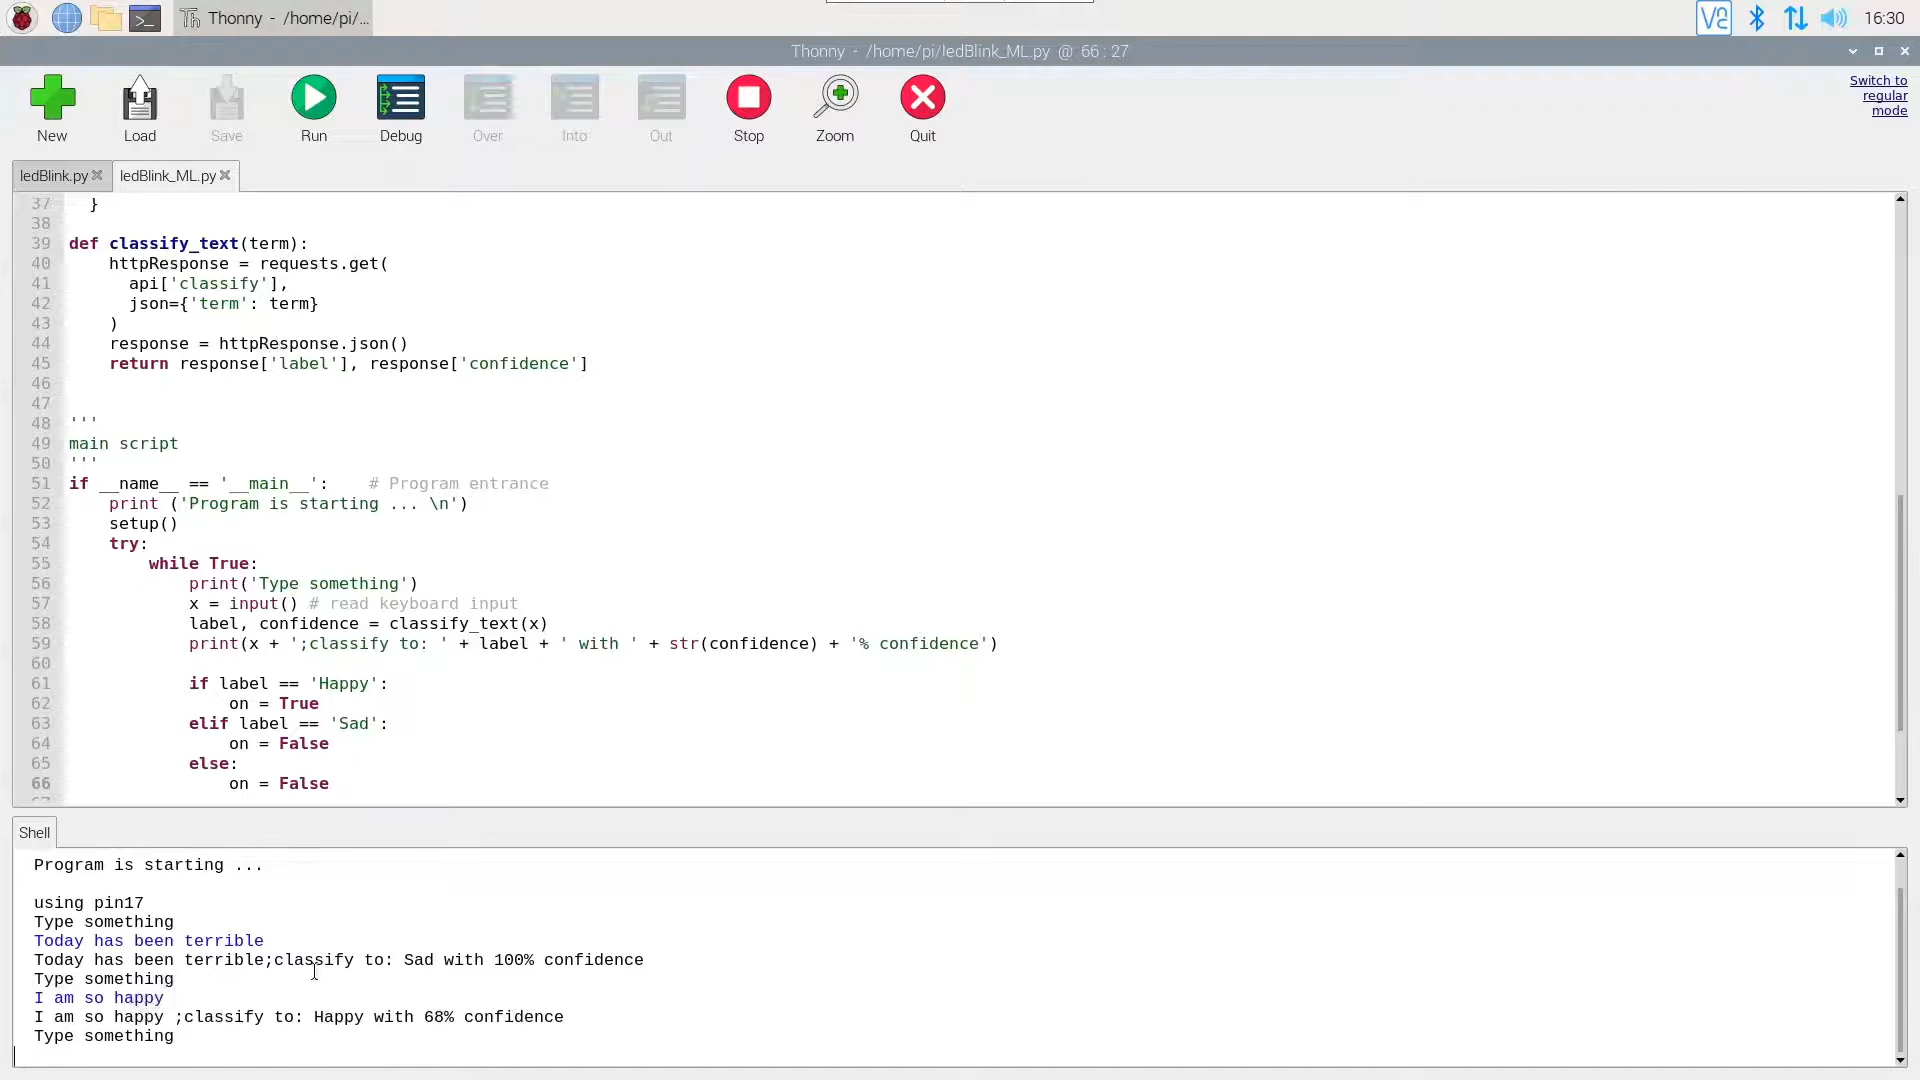 Thonny - /home/pi/...
16:30
Thonny - /home/pi/ledBlink_ML.py @ 66 : 27
New
Load
Save
Run
Debug
Over
Into
Out
Stop
Zoom
Quit
Switch to
regular
mode
ledBlink.py
ledBlink_ML.py
37   }
38
39 def classify_text(term):
40     httpResponse = requests.get(
41       api['classify'],
42       json={'term': term}
43     )
44     response = httpResponse.json()
45     return response['label'], response['confidence']
46
47
48 '''
49 main script
50 '''
51 if __name__ == '__main__':    # Program entrance
52     print ('Program is starting ... \n')
53     setup()
54     try:
55         while True:
56             print('Type something')
57             x = input() # read keyboard input
58             label, confidence = classify_text(x)
59             print(x + ';classify to: ' + label + ' with ' + str(confidence) + '% confidence')
60
61             if label == 'Happy':
62                 on = True
63             elif label == 'Sad':
64                 on = False
65             else:
66                 on = False
Shell
Program is starting ...
using pin17
Type something
Today has been terrible
Today has been terrible;classify to: Sad with 100% confidence
Type something
I am so happy
I am so happy ;classify to: Happy with 68% confidence
Type something